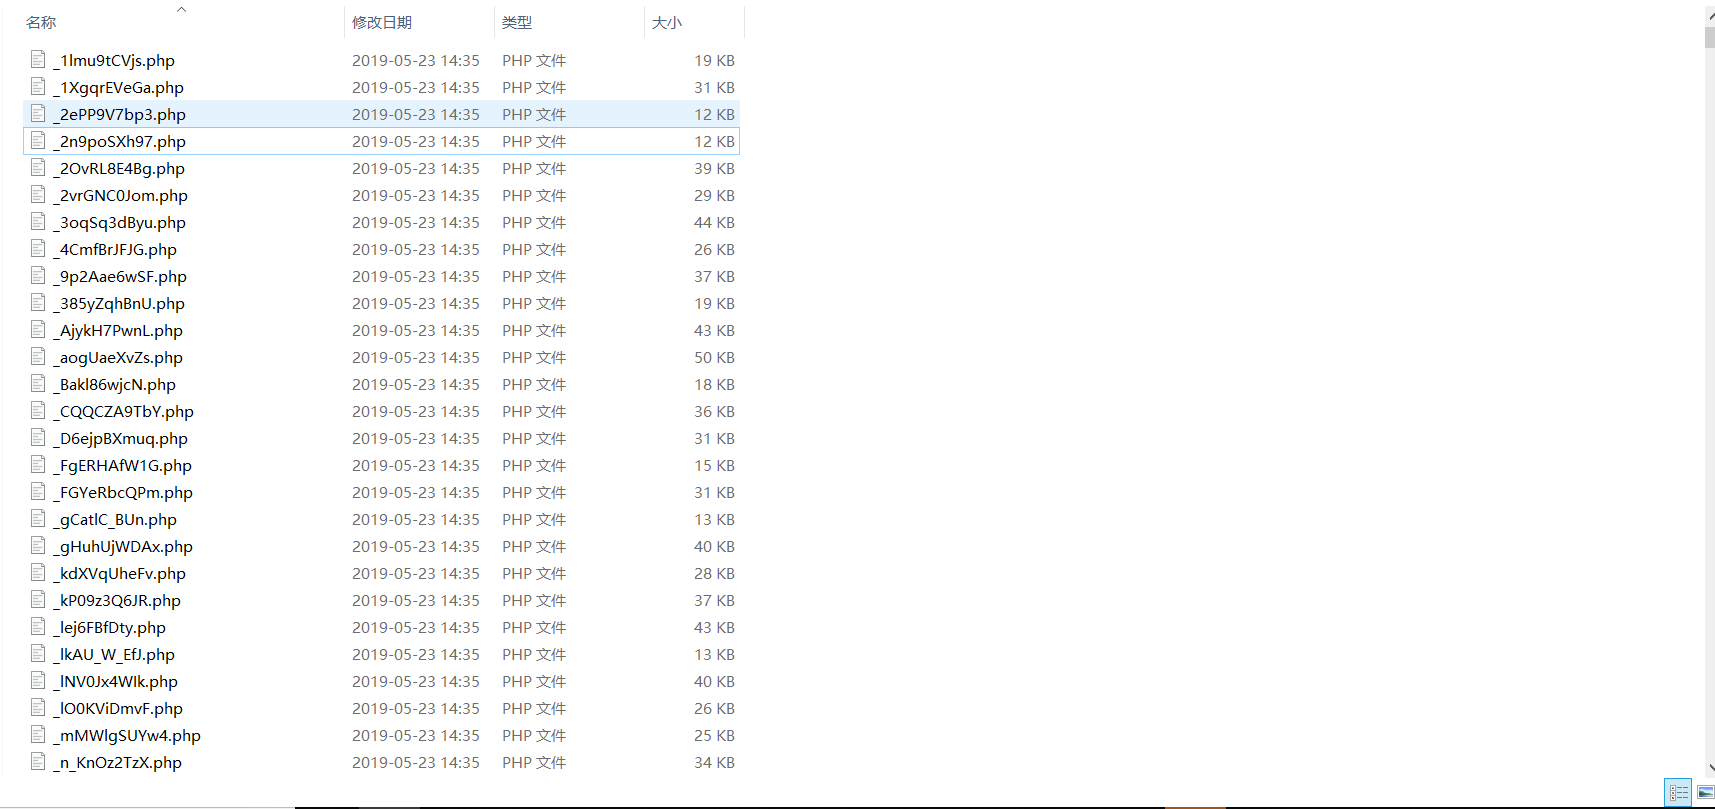 名称 修改日期 类型 大小
_1lmu9tCVjs.php 2019-05-23 14:35 PHP 文件 19 KB
_1XgqrEVeGa.php 2019-05-23 14:35 PHP 文件 31 KB
_2ePP9V7bp3.php 2019-05-23 14:35 PHP 文件 12 KB
_2n9poSXh97.php 2019-05-23 14:35 PHP 文件 12 KB
_2OvRL8E4Bg.php 2019-05-23 14:35 PHP 文件 39 KB
_2vrGNC0Jom.php 2019-05-23 14:35 PHP 文件 29 KB
_3oqSq3dByu.php 2019-05-23 14:35 PHP 文件 44 KB
_4CmfBrJFJG.php 2019-05-23 14:35 PHP 文件 26 KB
_9p2Aae6wSF.php 2019-05-23 14:35 PHP 文件 37 KB
_385yZqhBnU.php 2019-05-23 14:35 PHP 文件 19 KB
_AjykH7PwnL.php 2019-05-23 14:35 PHP 文件 43 KB
_aogUaeXvZs.php 2019-05-23 14:35 PHP 文件 50 KB
_Bakl86wjcN.php 2019-05-23 14:35 PHP 文件 18 KB
_CQQCZA9TbY.php 2019-05-23 14:35 PHP 文件 36 KB
_D6ejpBXmuq.php 2019-05-23 14:35 PHP 文件 31 KB
_FgERHAfW1G.php 2019-05-23 14:35 PHP 文件 15 KB
_FGYeRbcQPm.php 2019-05-23 14:35 PHP 文件 31 KB
_gCatlC_BUn.php 2019-05-23 14:35 PHP 文件 13 KB
_gHuhUjWDAx.php 2019-05-23 14:35 PHP 文件 40 KB
_kdXVqUheFv.php 2019-05-23 14:35 PHP 文件 28 KB
_kP09z3Q6JR.php 2019-05-23 14:35 PHP 文件 37 KB
_lej6FBfDty.php 2019-05-23 14:35 PHP 文件 43 KB
_lkAU_W_EfJ.php 2019-05-23 14:35 PHP 文件 13 KB
_lNV0Jx4WIk.php 2019-05-23 14:35 PHP 文件 40 KB
_lO0KViDmvF.php 2019-05-23 14:35 PHP 文件 26 KB
_mMWlgSUYw4.php 2019-05-23 14:35 PHP 文件 25 KB
_n_KnOz2TzX.php 2019-05-23 14:35 PHP 文件 34 KB